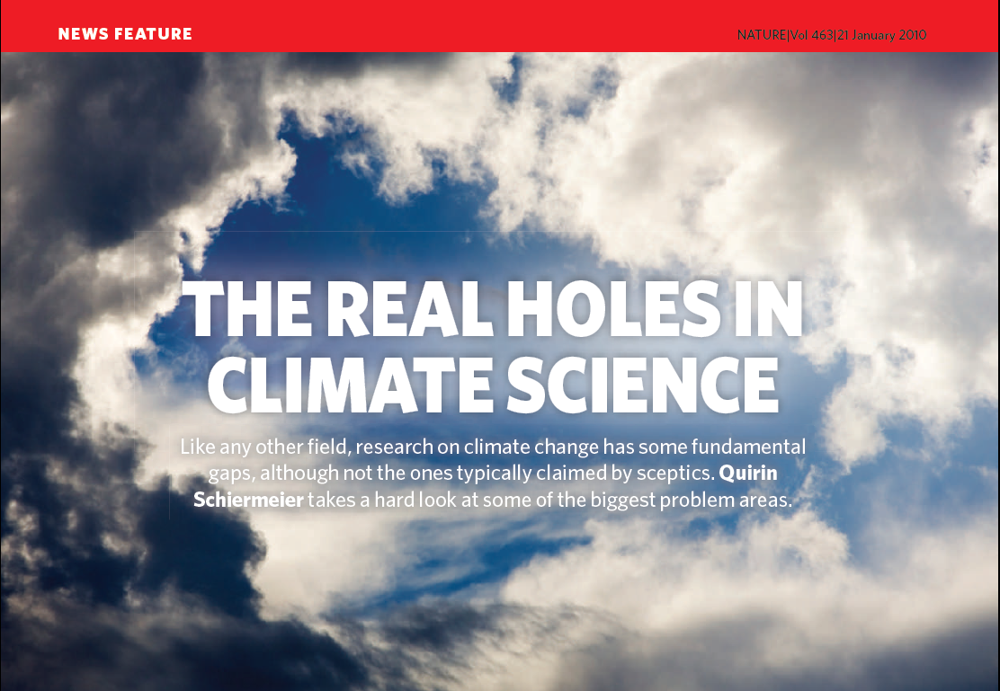 NEWS FEATURE
NATURE|Vol 463|21 January 2010
THE REAL HOLES IN
CLIMATE SCIENCE
Like any other field, research on climate change has some fundamental
gaps, although not the ones typically claimed by sceptics. Quirin
Schiermeier takes a hard look at some of the biggest problem areas.